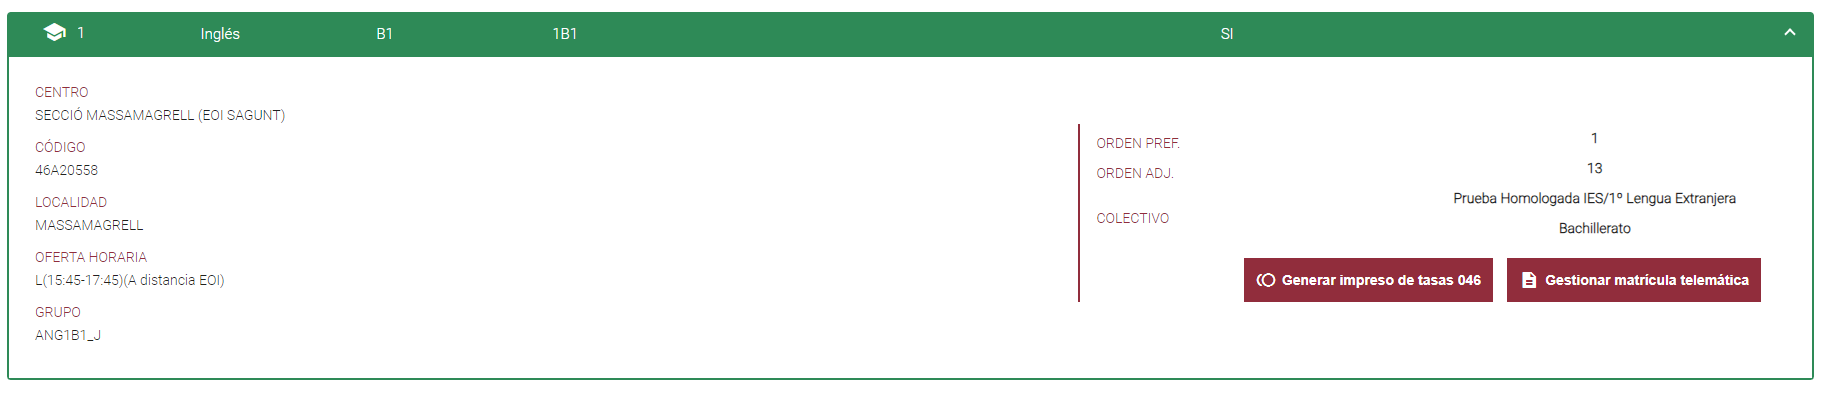 1 Inglés B1 1B1 SI
CENTRO
SECCIÓ MASSAMAGRELL (EOI SAGUNT)
CÓDIGO
46A20558
LOCALIDAD
MASSAMAGRELL
OFERTA HORARIA
L(15:45-17:45)(A distancia EOI)
GRUPO
ANG1B1_J
ORDEN PREF. 1
ORDEN ADJ. 13
COLECTIVO Prueba Homologada IES/1º Lengua Extranjera
Bachillerato
Generar impreso de tasas 046 Gestionar matrícula telemática